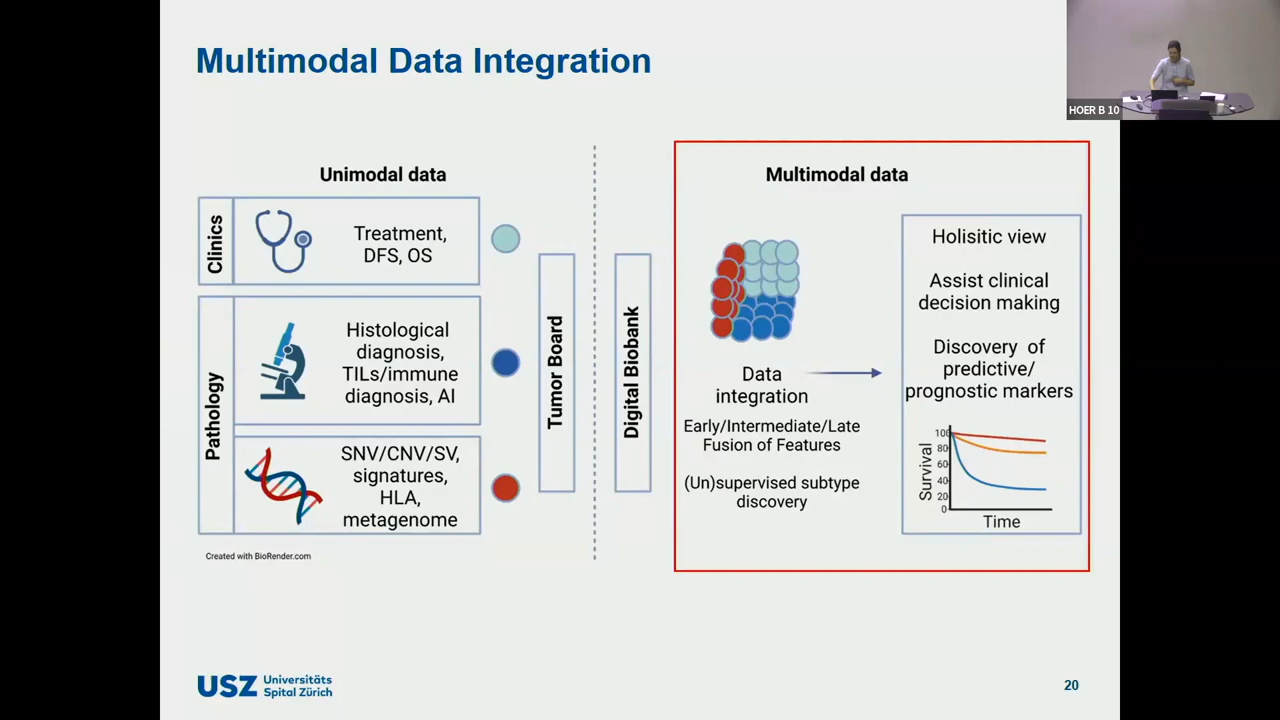 Multimodal Data Integration
HOER B 10
Unimodal data
Clinics
Treatment,
DFS, OS
Pathology
Histological
diagnosis,
TILs/immune
diagnosis, AI
SNV/CNV/SV,
signatures,
HLA,
metagenome
Created with BioRender.com
Tumor Board
Digital Biobank
Multimodal data
Data
integration
Early/Intermediate/Late
Fusion of Features
(Un)supervised subtype
discovery
Holisitic view
Assist clinical
decision making
Discovery of
predictive/
prognostic markers
Survival
100
80
60
40
20
0
Time
USZ Universitäts
Spital Zürich
20